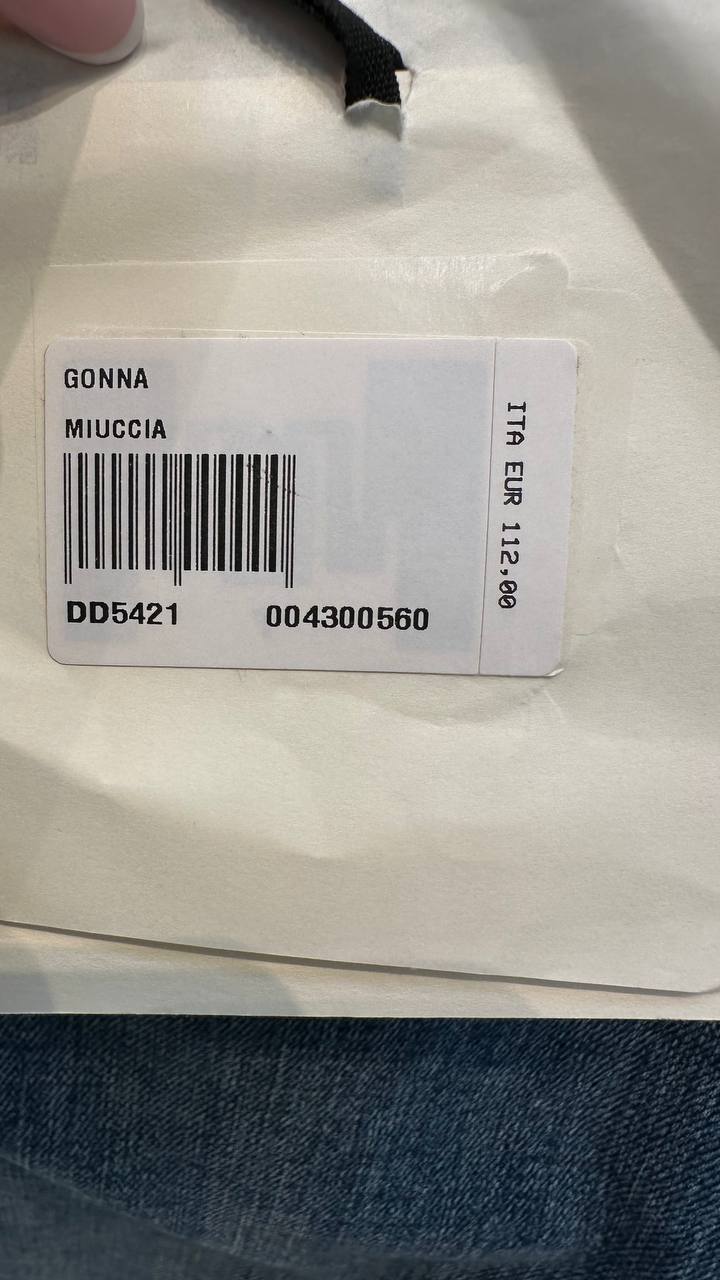 GONNA
MIUCCIA
DD5421 004300560
ITA EUR 112,00